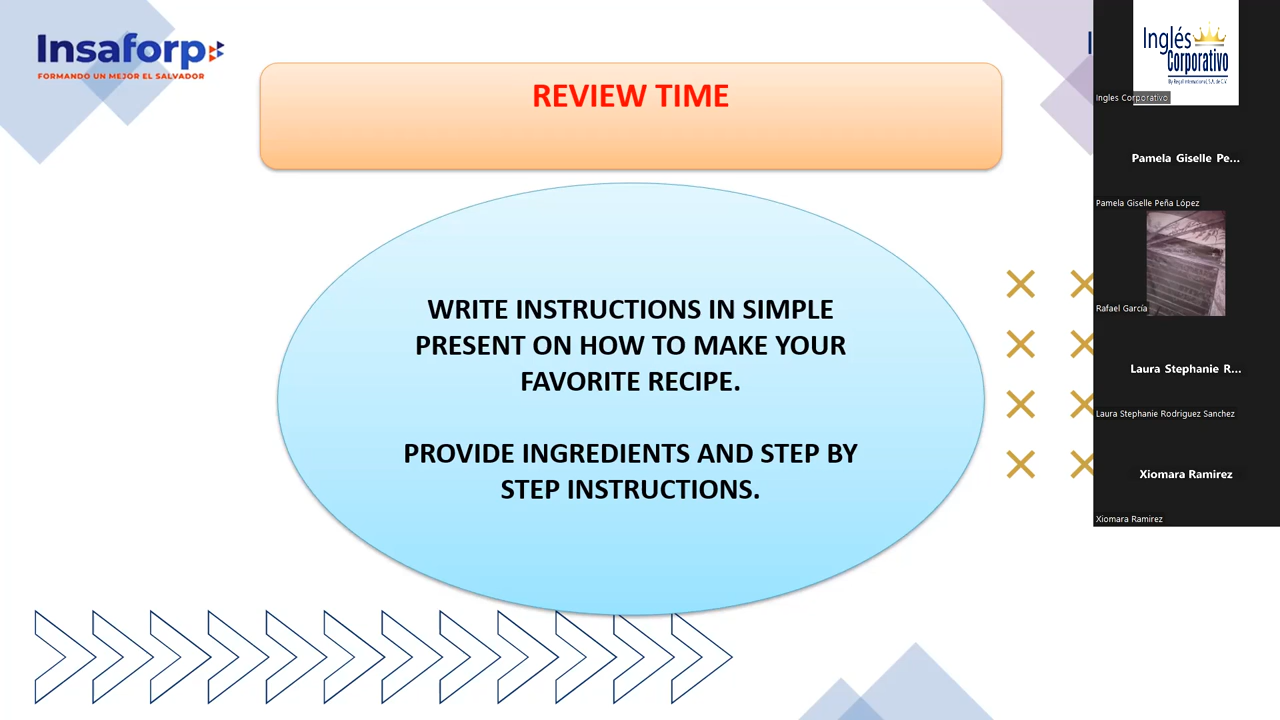 Insaforp
FORMANDO UN MEJOR EL SALVADOR
REVIEW TIME
WRITE INSTRUCTIONS IN SIMPLE
PRESENT ON HOW TO MAKE YOUR
FAVORITE RECIPE.
PROVIDE INGREDIENTS AND STEP BY
STEP INSTRUCTIONS.
Inglés
Corporativo
Ingles Corporativo
Pamela Giselle Pe...
Pamela Giselle Peña López
Rafael García
Laura Stephanie R...
Laura Stephanie Rodriguez Sanchez
Xiomara Ramirez
Xiomara Ramirez